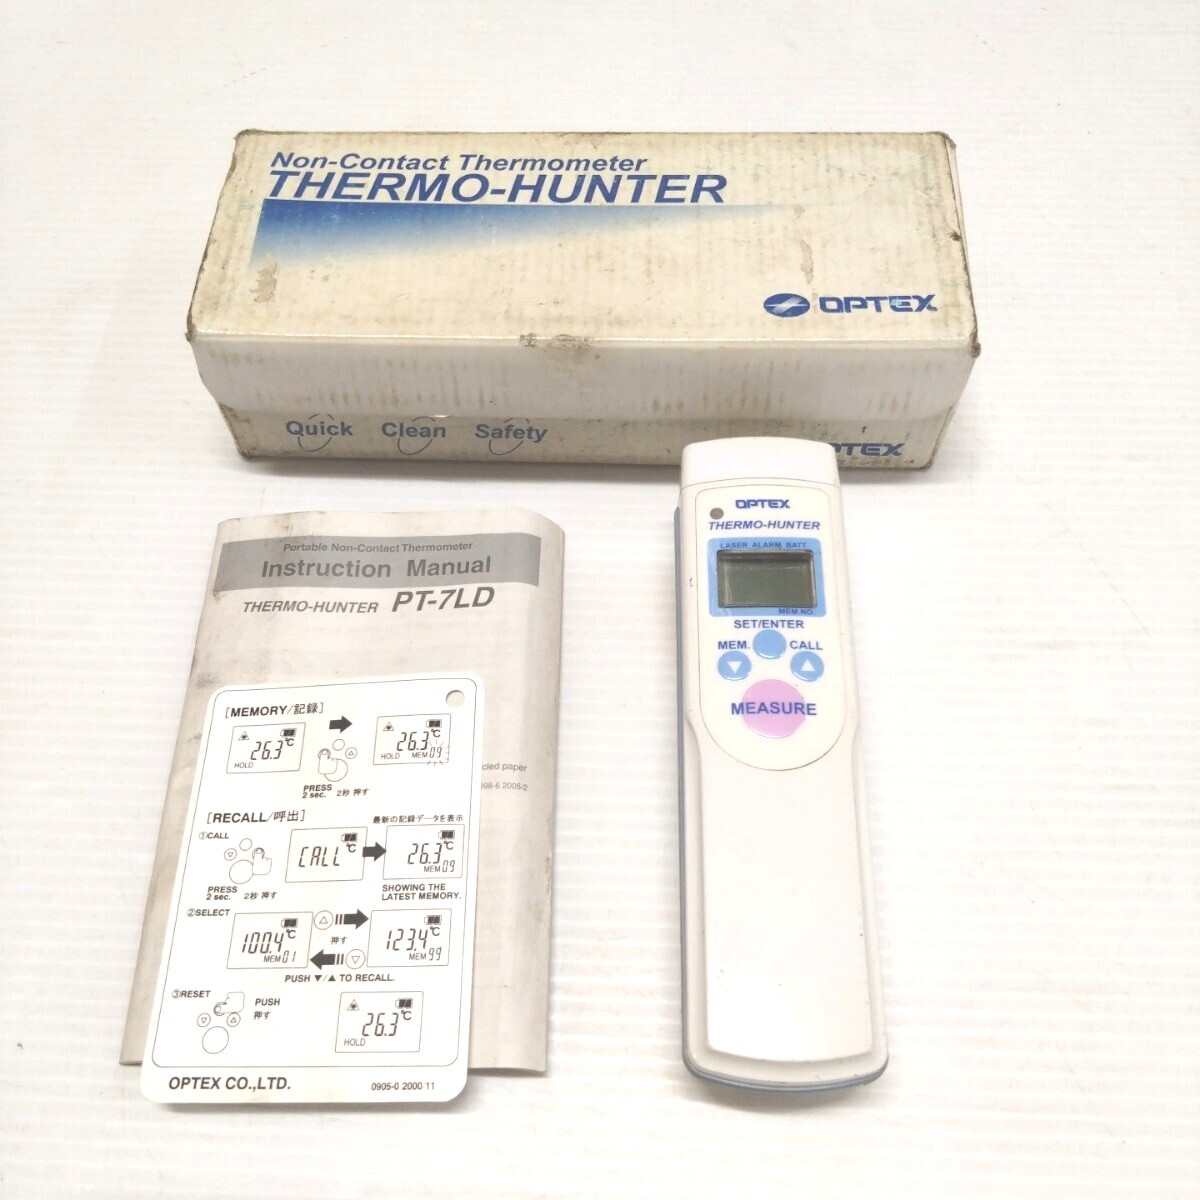 Non-Contact Thermometer
THERMO-HUNTER
OPTEX
Quick Clean Safety
OPTEX
Portable Non-Contact Thermometer
Instruction Manual
THERMO-HUNTER PT-7LD
cled paper
2005/2
[MEMORY/記録]
26.3℃
HOLD
26.3℃
HOLD MEM 09
PRESS
2 sec. 2秒 押す
[RECALL/呼出]
最新の記録データを表示
①CALL
CALL ℃
26.3℃
MEM 09
PRESS
2 sec. 2秒 押す
SHOWING THE
LATEST MEMORY.
②SELECT
100.4℃
MEM 01
押す
123.4℃
MEM 99
PUSH ▼/▲ TO RECALL.
③RESET
PUSH
押す
26.3℃
HOLD
OPTEX CO.,LTD.
0905-0 2000 11
OPTEX
THERMO-HUNTER
LASER ALARM BATT.
MEM.NO.
SET/ENTER
MEM. CALL
▼ ▲
MEASURE